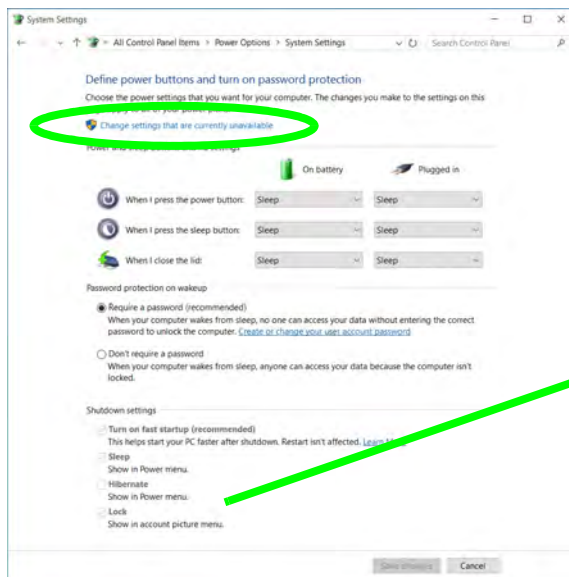 System Settings
All Control Panel Items > Power Options > System Settings
Search Control Panel
Define power buttons and turn on password protection
Choose the power settings that you want for your computer. The changes you make to the settings on this
Change settings that are currently unavailable
On battery
Plugged in
When I press the power button: Sleep Sleep
When I press the sleep button: Sleep Sleep
When I close the lid: Sleep Sleep
Password protection on wakeup
Require a password (recommended)
When your computer wakes from sleep, no one can access your data without entering the correct
password to unlock the computer. Create or change your user account password
Don't require a password
When your computer wakes from sleep, anyone can access your data because the computer isn't
locked.
Shutdown settings
Turn on fast startup (recommended)
This helps start your PC faster after shutdown. Restart isn't affected.
Sleep
Show in Power menu.
Hibernate
Show in Power menu.
Lock
Show in account picture menu.
Save changes
Cancel